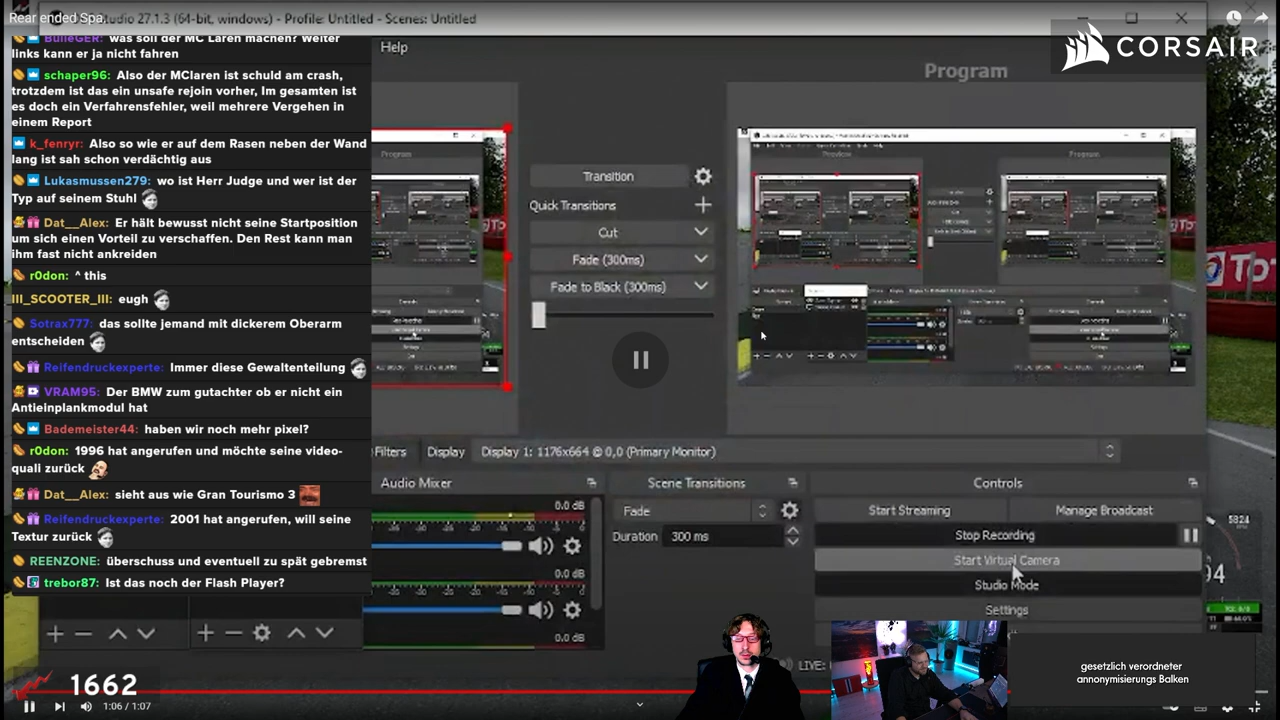 Rear ended Spa
Studio 27.1.3 (64-bit, windows) - Profile: Untitled - Scenes: Untitled
CORSAIR
Help
BulleGER: was soll der MC Laren machen? Weiter
links kann er ja nicht fahren
schaper96: Also der MClaren ist schuld am crash,
trotzdem ist das ein unsafe rejoin vorher, Im gesamten ist
es doch ein Verfahrensfehler, weil mehrere Vergehen in
einem Report
k_fenryr: Also so wie er auf dem Rasen neben der Wand
lang ist sah schon verdächtig aus
Lukasmussen279: wo ist Herr Judge und wer ist der
Typ auf seinem Stuhl
Dat__Alex: Er hält bewusst nicht seine Startposition
um sich einen Vorteil zu verschaffen. Den Rest kann man
ihm fast nicht ankreiden
r0don: ^ this
III_SCOOTER_III: eugh
Sotrax777: das sollte jemand mit dickerem Oberarm
entscheiden
Reifendruckexperte: Immer diese Gewaltenteilung
VRAM95: Der BMW zum gutachter ob er nicht ein
Antieinplankmodul hat
Bademeister44: haben wir noch mehr pixel?
r0don: 1996 hat angerufen und möchte seine video-
quali zurück
Dat__Alex: sieht aus wie Gran Tourismo 3
Reifendruckexperte: 2001 hat angerufen, will seine
Textur zurück
REENZONE: überschuss und eventuell zu spät gebremst
trebor87: Ist das noch der Flash Player?
Program
Transition
Quick Transitions
Cut
Fade (300ms)
Fade to Black (300ms)
Filters
Display
Display 1: 1176x664 @ 0,0 (Primary Monitor)
Audio Mixer
Scene Transitions
Controls
0.0 dB
0.0 dB
0.0 dB
Fade
Duration
300 ms
Start Streaming
Manage Broadcast
Stop Recording
Start Virtual Camera
Studio Mode
Settings
LIVE:
5824
94
gesetzlich verordneter
annonymisierungs Balken
1662
1:06 / 1:07